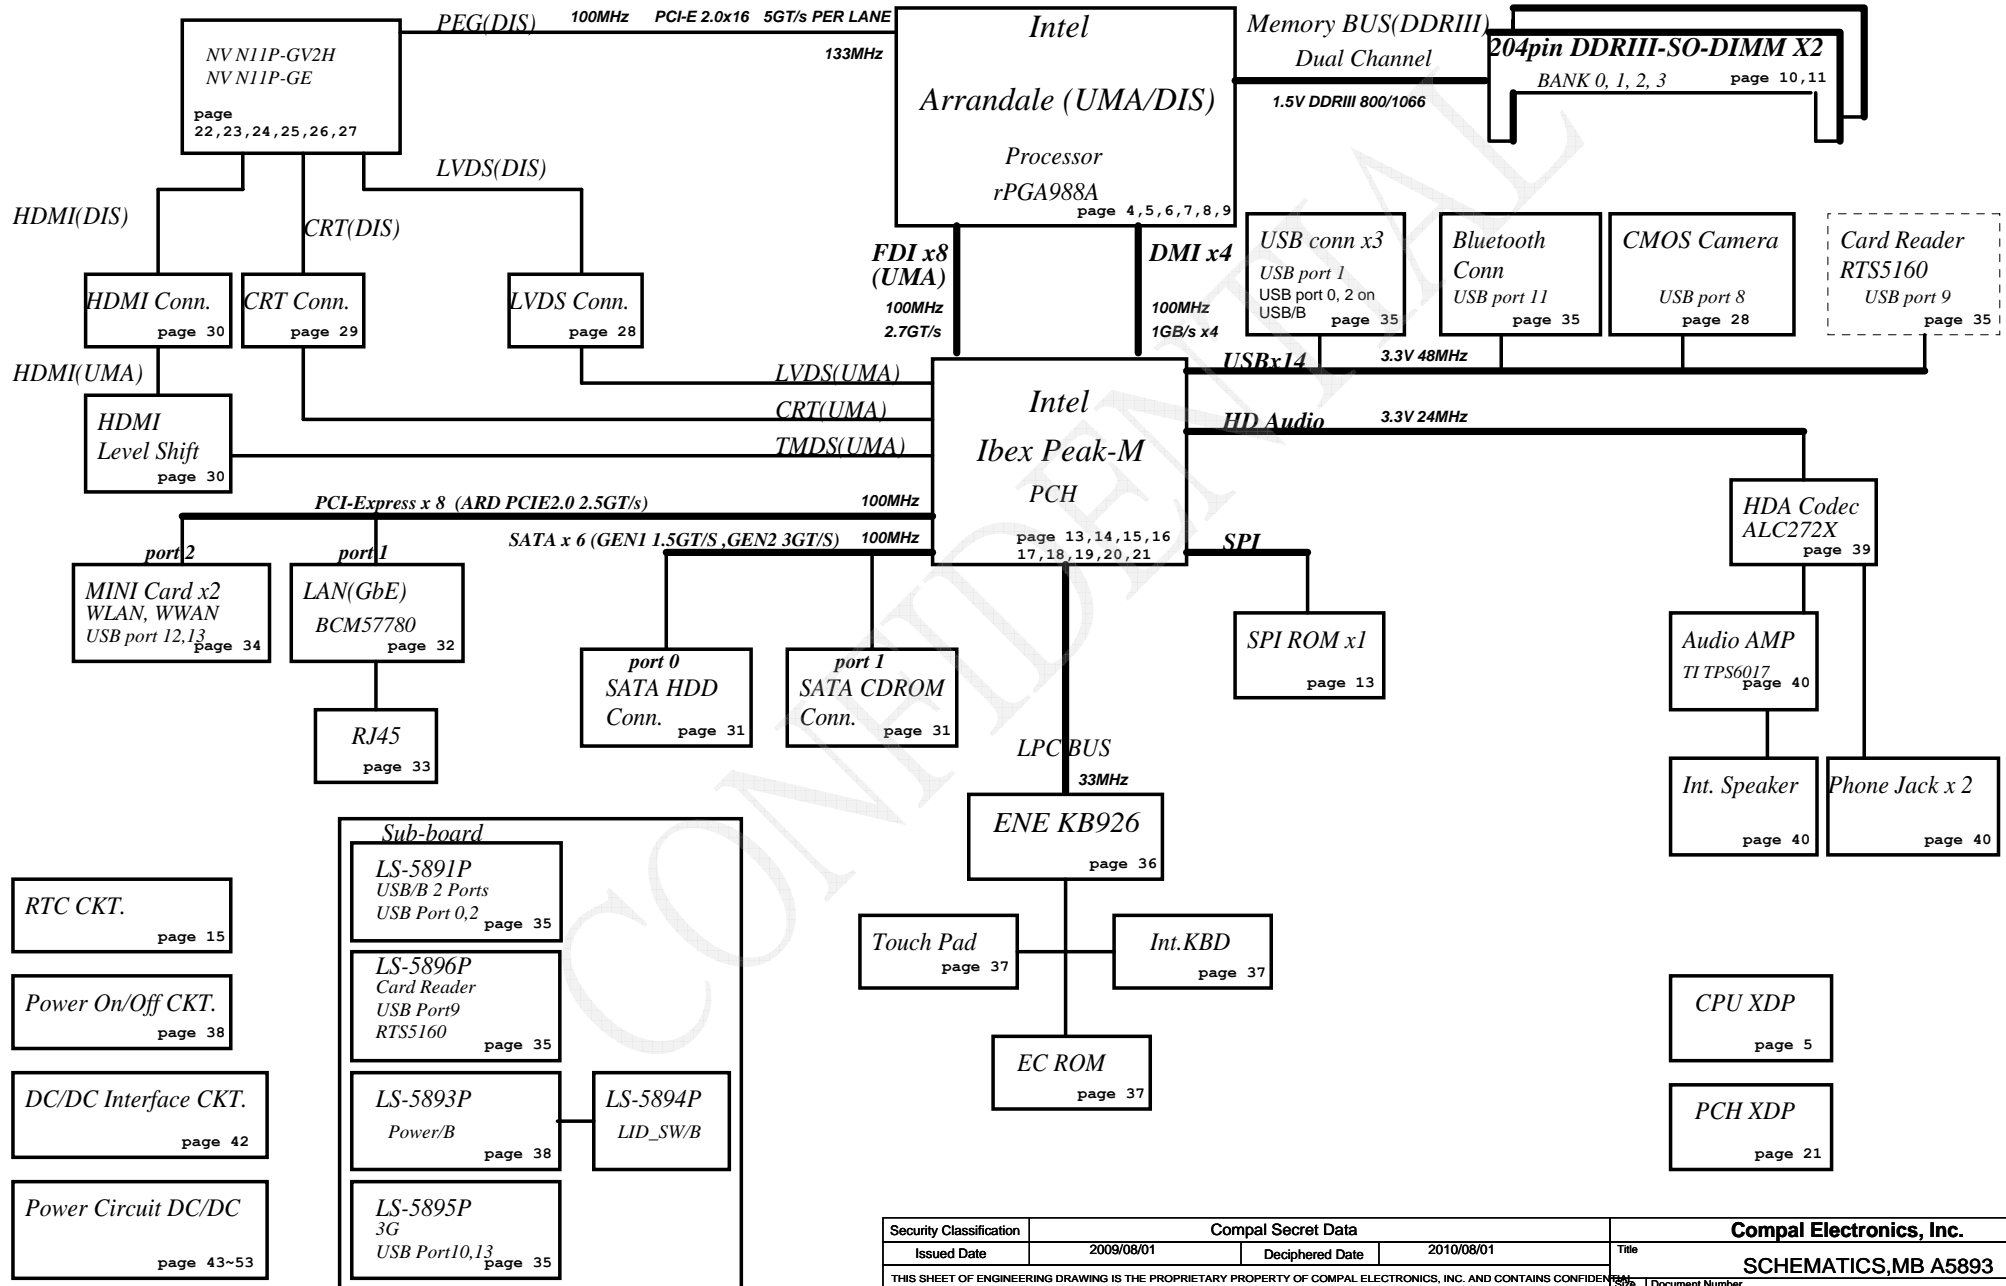 NV N11P-GV2H
NV N11P-GE
page
22,23,24,25,26,27
PEG(DIS)
100MHz PCI-E 2.0x16 5GT/s PER LANE
133MHz
Intel
Arrandale (UMA/DIS)
Processor
rPGA988A
page 4,5,6,7,8,9
Memory BUS(DDRIII)
Dual Channel
1.5V DDRIII 800/1066
204pin DDRIII-SO-DIMM X2
BANK 0, 1, 2, 3 page 10,11
HDMI(DIS)
CRT(DIS)
LVDS(DIS)
HDMI Conn.
page 30
CRT Conn.
page 29
LVDS Conn.
page 28
FDI x8
(UMA)
100MHz
2.7GT/s
DMI x4
100MHz
1GB/s x4
USB conn x3
USB port 1
USB port 0, 2 on
USB/B page 35
Bluetooth
Conn
USB port 11
page 35
CMOS Camera
USB port 8
page 28
Card Reader
RTS5160
USB port 9
page 35
HDMI(UMA)
HDMI
Level Shift
page 30
LVDS(UMA)
CRT(UMA)
TMDS(UMA)
Intel
Ibex Peak-M
PCH
page 13,14,15,16
17,18,19,20,21
USBx14
3.3V 48MHz
HD Audio
3.3V 24MHz
HDA Codec
ALC272X
page 39
PCI-Express x 8 (ARD PCIE2.0 2.5GT/s)
100MHz
SATA x 6 (GEN1 1.5GT/S ,GEN2 3GT/S)
100MHz
SPI
port 2
MINI Card x2
WLAN, WWAN
USB port 12,13
page 34
port 1
LAN(GbE)
BCM57780
page 32
RJ45
page 33
port 0
SATA HDD
Conn.
page 31
port 1
SATA CDROM
Conn.
page 31
SPI ROM x1
page 13
Audio AMP
TI TPS6017
page 40
Int. Speaker
page 40
Phone Jack x 2
page 40
LPC BUS
33MHz
ENE KB926
page 36
Touch Pad
page 37
Int.KBD
page 37
EC ROM
page 37
RTC CKT.
page 15
Power On/Off CKT.
page 38
DC/DC Interface CKT.
page 42
Power Circuit DC/DC
page 43~53
Sub-board
LS-5891P
USB/B 2 Ports
USB Port 0,2
page 35
LS-5896P
Card Reader
USB Port9
RTS5160
page 35
LS-5893P
Power/B
page 38
LS-5894P
LID_SW/B
LS-5895P
3G
USB Port10,13
page 35
CPU XDP
page 5
PCH XDP
page 21
CONFIDENTIAL
Security Classification
Compal Secret Data
Issued Date
2009/08/01
Deciphered Date
2010/08/01
THIS SHEET OF ENGINEERING DRAWING IS THE PROPRIETARY PROPERTY OF COMPAL ELECTRONICS, INC. AND CONTAINS CONFIDENTIAL
Compal Electronics, Inc.
Title
SCHEMATICS,MB A5893
Size Document Number